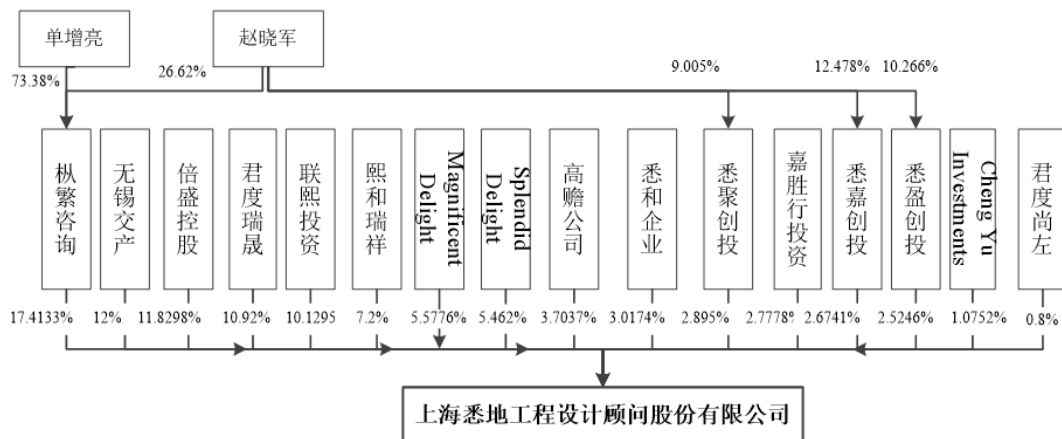 单增亮
赵晓军
73.38%
26.62%
9.005%
12.478%
10.266%
枞繁咨询
无锡交产
倍盛控股
君度瑞晟
联熙投资
熙和瑞祥
Magnificent
Delight
Splendid
Delight
高赡公司
悉和企业
悉聚创投
嘉胜行投资
悉嘉创投
悉盈创投
Cheng Yu
Investments
君度尚左
17.4133%
12%
11.8298%
10.92%
10.1295
7.2%
5.5776%
5.462%
3.7037%
3.0174%
2.895%
2.7778
2.6741%
2.5246%
1.0752%
0.8%
上海悉地工程设计顾问股份有限公司